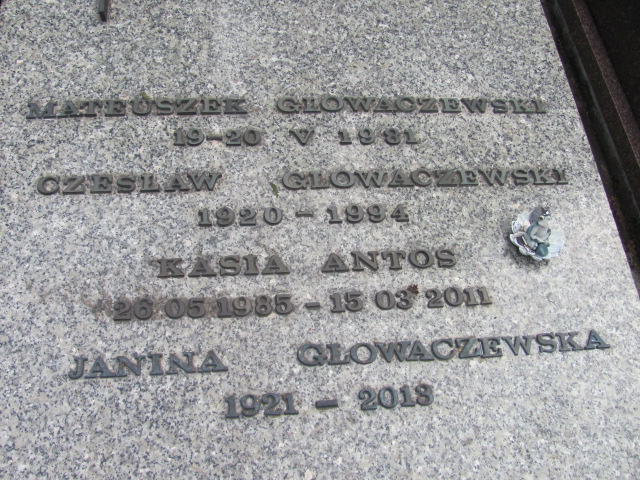 MATEUSZEK GŁOWACZEWSKI
19-20 V 1981
CZESŁAW GŁOWACZEWSKI
1920 - 1994
KASIA ANTOS
26 05 1985 - 15 03 2011
JANINA GŁOWACZEWSKA
1921 - 2013